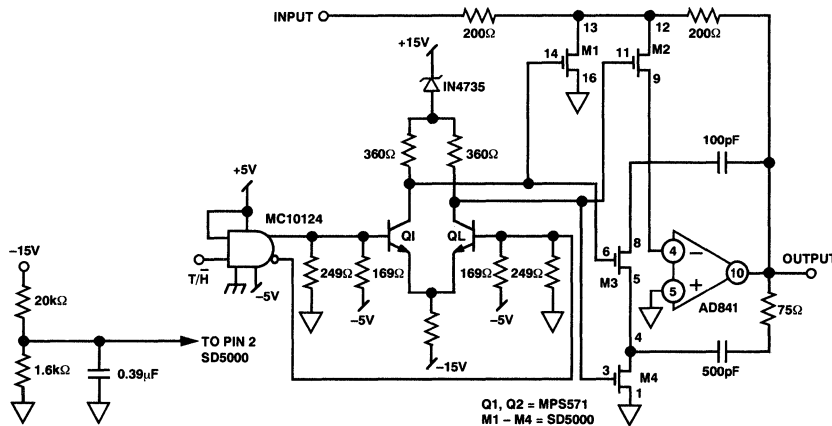 INPUT
200Ω
13
12
200Ω
+15V
14
M1
11
M2
16
9
IN4735
360Ω
360Ω
100pF
+5V
MC10124
QI
QL
6
8
M3
5
4
–
5
+
10
OUTPUT
AD841
–15V
T/H̅
249Ω
169Ω
169Ω
249Ω
–5V
–5V
–5V
75Ω
20kΩ
4
TO PIN 2
SD5000
–15V
3
M4
1
500pF
1.6kΩ
0.39µF
Q1, Q2 = MPS571
M1 – M4 = SD5000